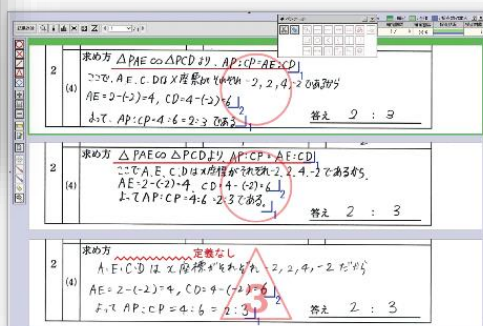 求め方 △PAE∽△PCDより、AP:CP=AE:CD
2
(4)
ここで、A.E.C.Dはx座標がそれぞれ-2,2,4,-2であるから
AE=2-(-2)=4, CD=4-(-2)=6
よって、AP:CP=4:6=2:3である
答え 2 : 3
求め方 △PAE∽△PCDより AP:CP=AE:CD
2
(4)
ここでA.E.C.Dはx座標がそれぞれ-2,2,4,-2であるから、
AE=2-(-2)=4, CD=4-(-2)=6
よってAP:CP=4:6=2:3である。
答え 2 : 3
求め方 定義なし
2
(4)
A.E.C.Dはx座標がそれぞれ-2,2,4,-2だから
AE=2-(-2)=4, CD=4-(-2)=6
よってAP:CP=4:6=2:3
3
答え 2 : 3